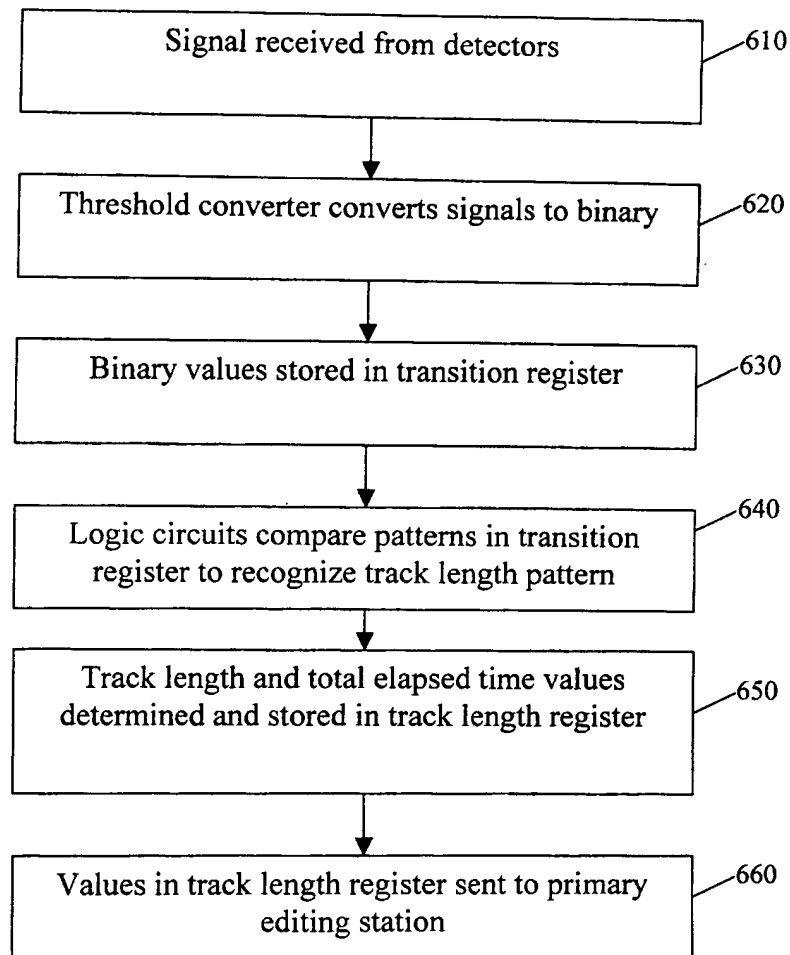 Signal received from detectors
610
Threshold converter converts signals to binary
620
Binary values stored in transition register
630
Logic circuits compare patterns in transition
register to recognize track length pattern
640
Track length and total elapsed time values
determined and stored in track length register
650
Values in track length register sent to primary
editing station
660